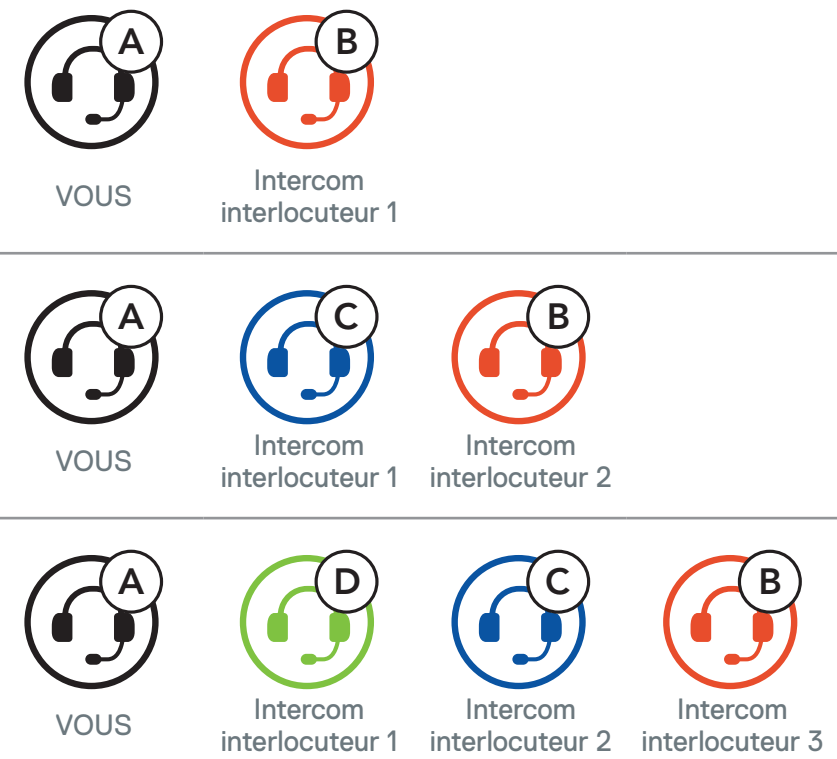 A B
VOUS
Intercom
interlocuteur 1
A C B
VOUS
Intercom
interlocuteur 1
Intercom
interlocuteur 2
A D C B
VOUS
Intercom
interlocuteur 1
Intercom
interlocuteur 2
Intercom
interlocuteur 3